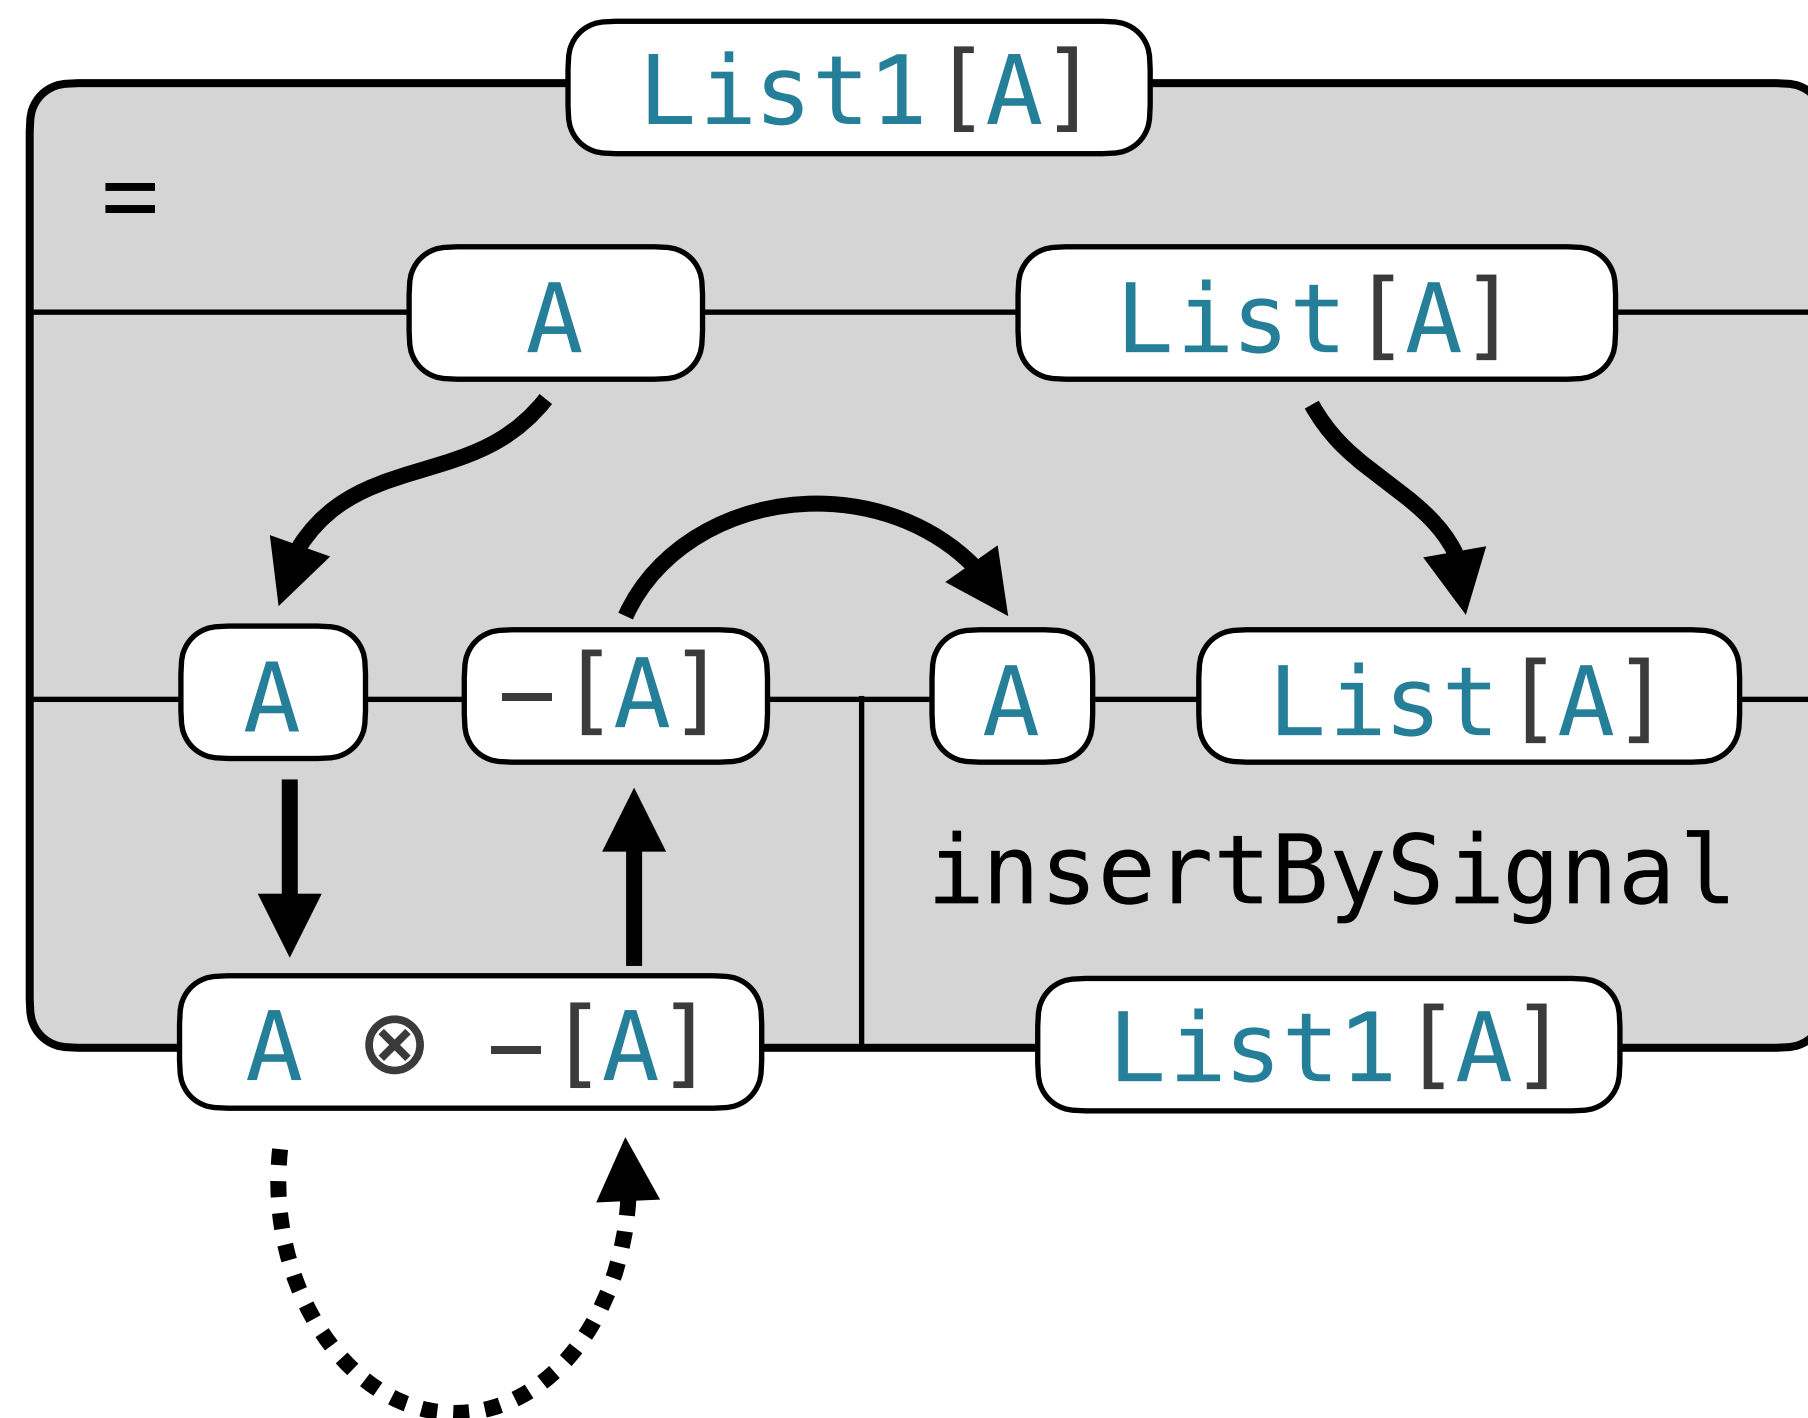 List1[A]
=
A List[A]
A −[A] A List[A]
insertBySignal
A ⊗ −[A] List1[A]